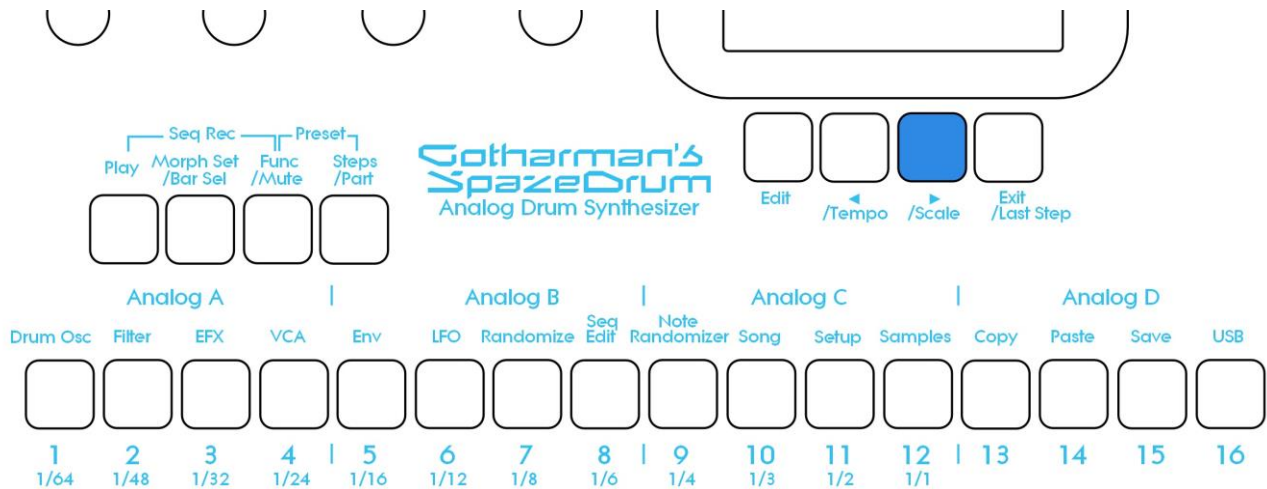 Seq Rec Preset
Play Morph Set Func Steps
/Bar Sel /Mute /Part
Gotharman's
SpazeDrum
Analog Drum Synthesizer
Edit ◄ ► Exit
/Tempo /Scale /Last Step
Analog A | Analog B | Analog C | Analog D
Drum Osc Filter EFX VCA Env LFO Randomize Seq Edit Note Randomizer Song Setup Samples Copy Paste Save USB
1 2 3 4 | 5 6 7 8 | 9 10 11 12 | 13 14 15 16
1/64 1/48 1/32 1/24 1/16 1/12 1/8 1/6 1/4 1/3 1/2 1/1